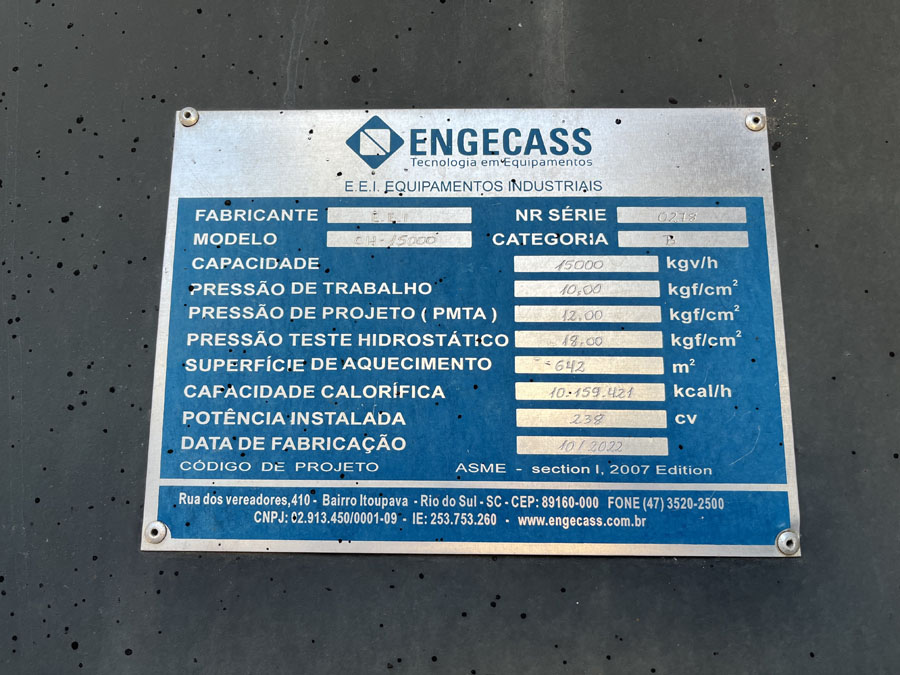 ENGECASS
Tecnologia em Equipamentos
E.E.I. EQUIPAMENTOS INDUSTRIAIS
FABRICANTE E.E.I NR SÉRIE 0273
MODELO CH-15000 CATEGORIA B
CAPACIDADE 15000 kgv/h
PRESSÃO DE TRABALHO 10,00 kgf/cm²
PRESSÃO DE PROJETO ( PMTA ) 12.00 kgf/cm²
PRESSÃO TESTE HIDROSTÁTICO 18.00 kgf/cm²
SUPERFÍCIE DE AQUECIMENTO 642 m²
CAPACIDADE CALORÍFICA 10.159.421 kcal/h
POTÊNCIA INSTALADA 238 cv
DATA DE FABRICAÇÃO 10/2022
CÓDIGO DE PROJETO ASME - section I, 2007 Edition
Rua dos vereadores,410 - Bairro Itoupava - Rio do Sul - SC - CEP: 89160-000 FONE (47) 3520-2500
CNPJ: 02.913.450/0001-09 - IE: 253.753.260 - www.engecass.com.br